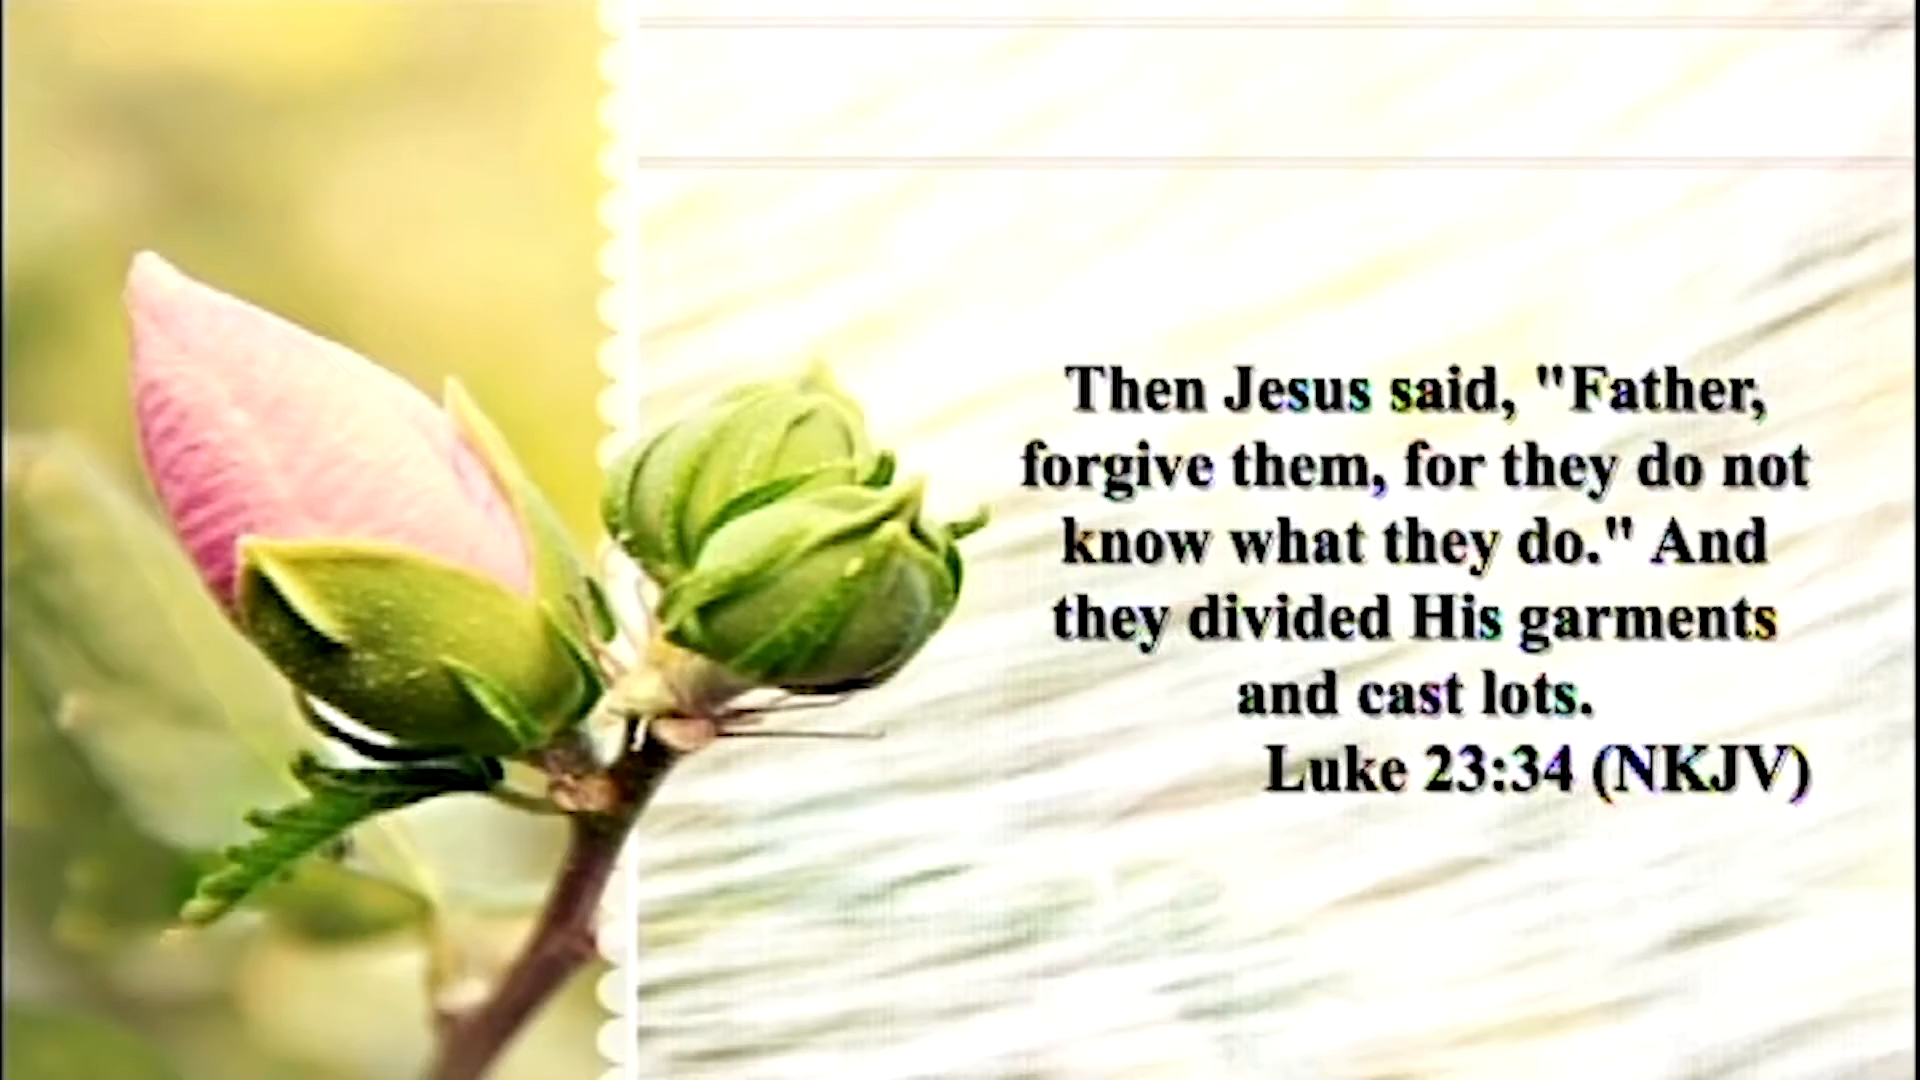 Then Jesus said, "Father,
forgive them, for they do not
know what they do." And
they divided His garments
and cast lots.
Luke 23:34 (NKJV)